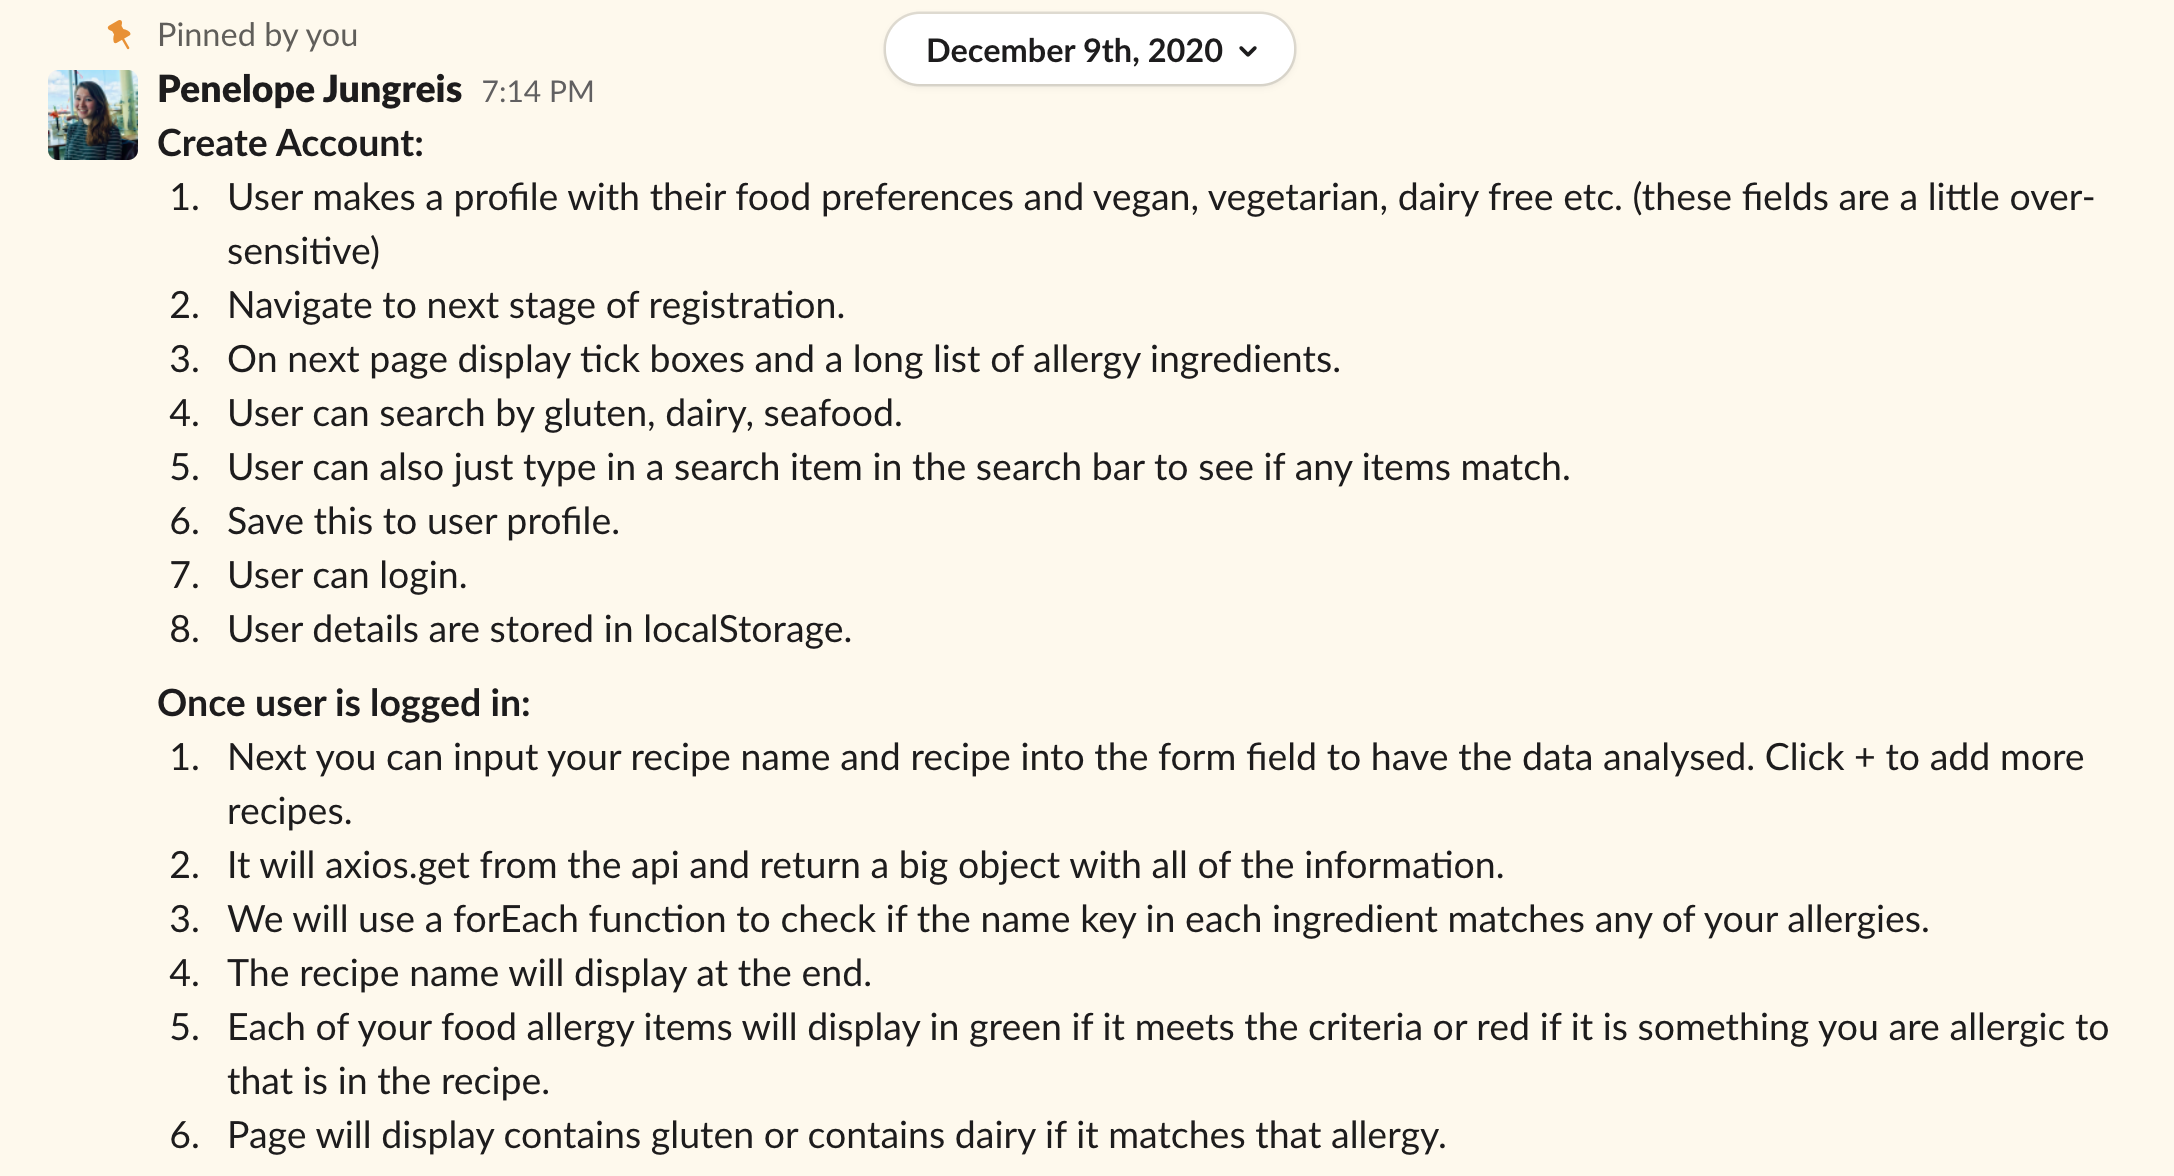 Pinned by you
December 9th, 2020
Penelope Jungreis 7:14 PM
Create Account:
1. User makes a profile with their food preferences and vegan, vegetarian, dairy free etc. (these fields are a little over-
sensitive)
2. Navigate to next stage of registration.
3. On next page display tick boxes and a long list of allergy ingredients.
4. User can search by gluten, dairy, seafood.
5. User can also just type in a search item in the search bar to see if any items match.
6. Save this to user profile.
7. User can login.
8. User details are stored in localStorage.
Once user is logged in:
1. Next you can input your recipe name and recipe into the form field to have the data analysed. Click + to add more
recipes.
2. It will axios.get from the api and return a big object with all of the information.
3. We will use a forEach function to check if the name key in each ingredient matches any of your allergies.
4. The recipe name will display at the end.
5. Each of your food allergy items will display in green if it meets the criteria or red if it is something you are allergic to
that is in the recipe.
6. Page will display contains gluten or contains dairy if it matches that allergy.